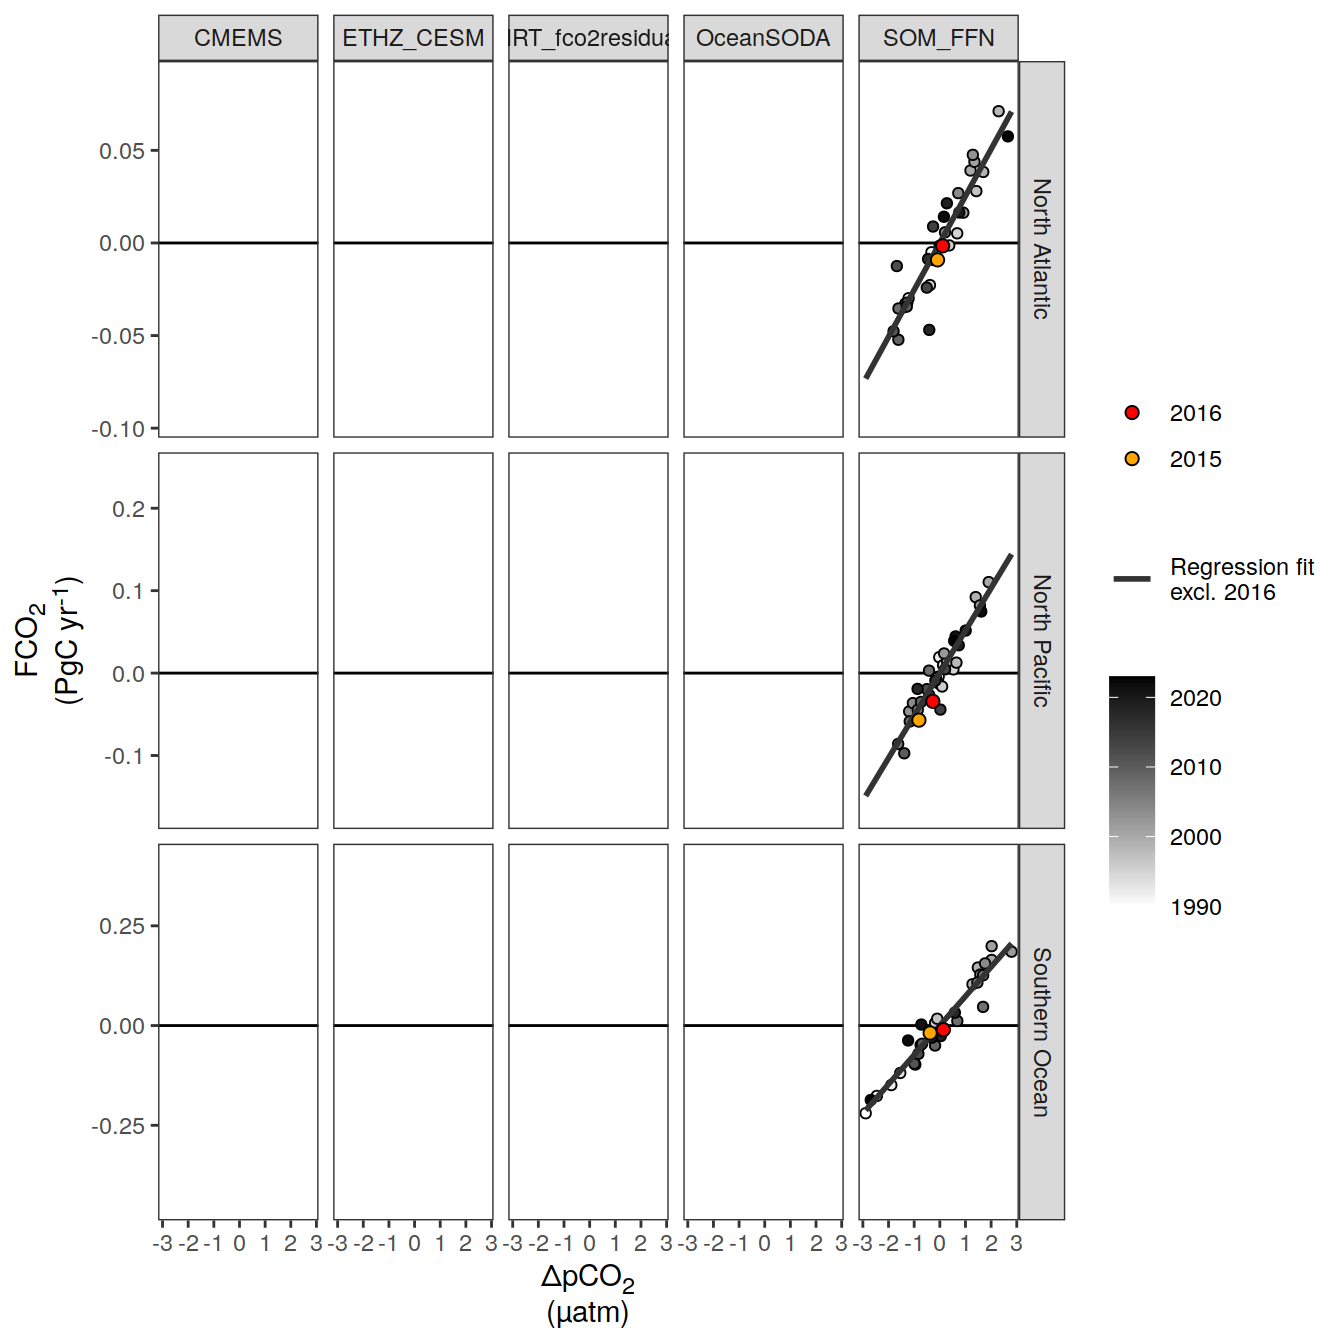 CMEMS ETHZ_CESM RT_fco2residua OceanSODA SOM_FFN
0.05
0.00
-0.05
-0.10
North Atlantic
0.2
0.1
0.0
-0.1
North Pacific
0.25
0.00
-0.25
Southern Ocean
-3 -2 -1 0 1 2 3 -3 -2 -1 0 1 2 3 -3 -2 -1 0 1 2 3 -3 -2 -1 0 1 2 3 -3 -2 -1 0 1 2 3
ΔpCO₂
(µatm)
FCO₂
(PgC yr⁻¹)
2016
2015
Regression fit
excl. 2016
2020
2010
2000
1990